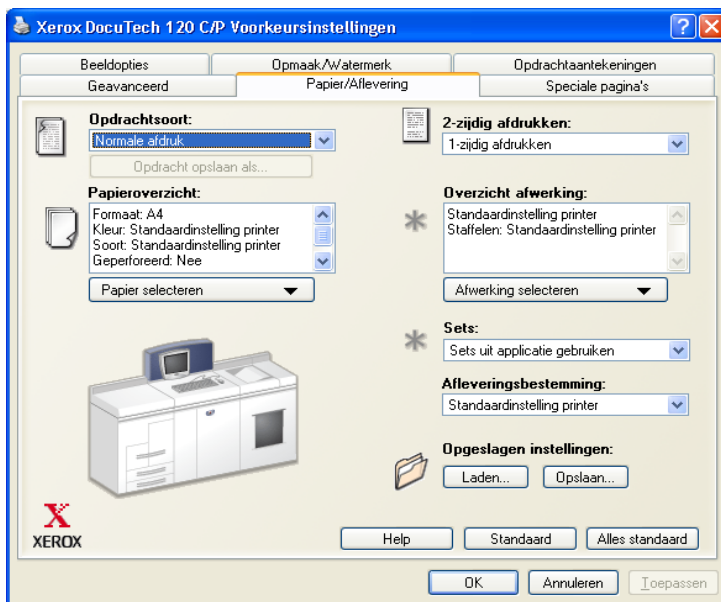 Xerox DocuTech 120 C/P Voorkeursinstellingen
Beeldopties
Opmaak/Watermerk
Opdrachtaantekeningen
Geavanceerd
Papier/Aflevering
Speciale pagina's
Opdrachtsoort:
Normale afdruk
Opdracht opslaan als...
Papieroverzicht:
Formaat: A4
Kleur: Standaardinstelling printer
Soort: Standaardinstelling printer
Geperforeerd: Nee
Papier selecteren
2-zijdig afdrukken:
1-zijdig afdrukken
Overzicht afwerking:
Standaardinstelling printer
Staffelen: Standaardinstelling printer
Afwerking selecteren
Sets:
Sets uit applicatie gebruiken
Afleveringsbestemming:
Standaardinstelling printer
Opgeslagen instellingen:
Laden...
Opslaan...
X
XEROX
Help
Standaard
Alles standaard
OK
Annuleren
Toepassen